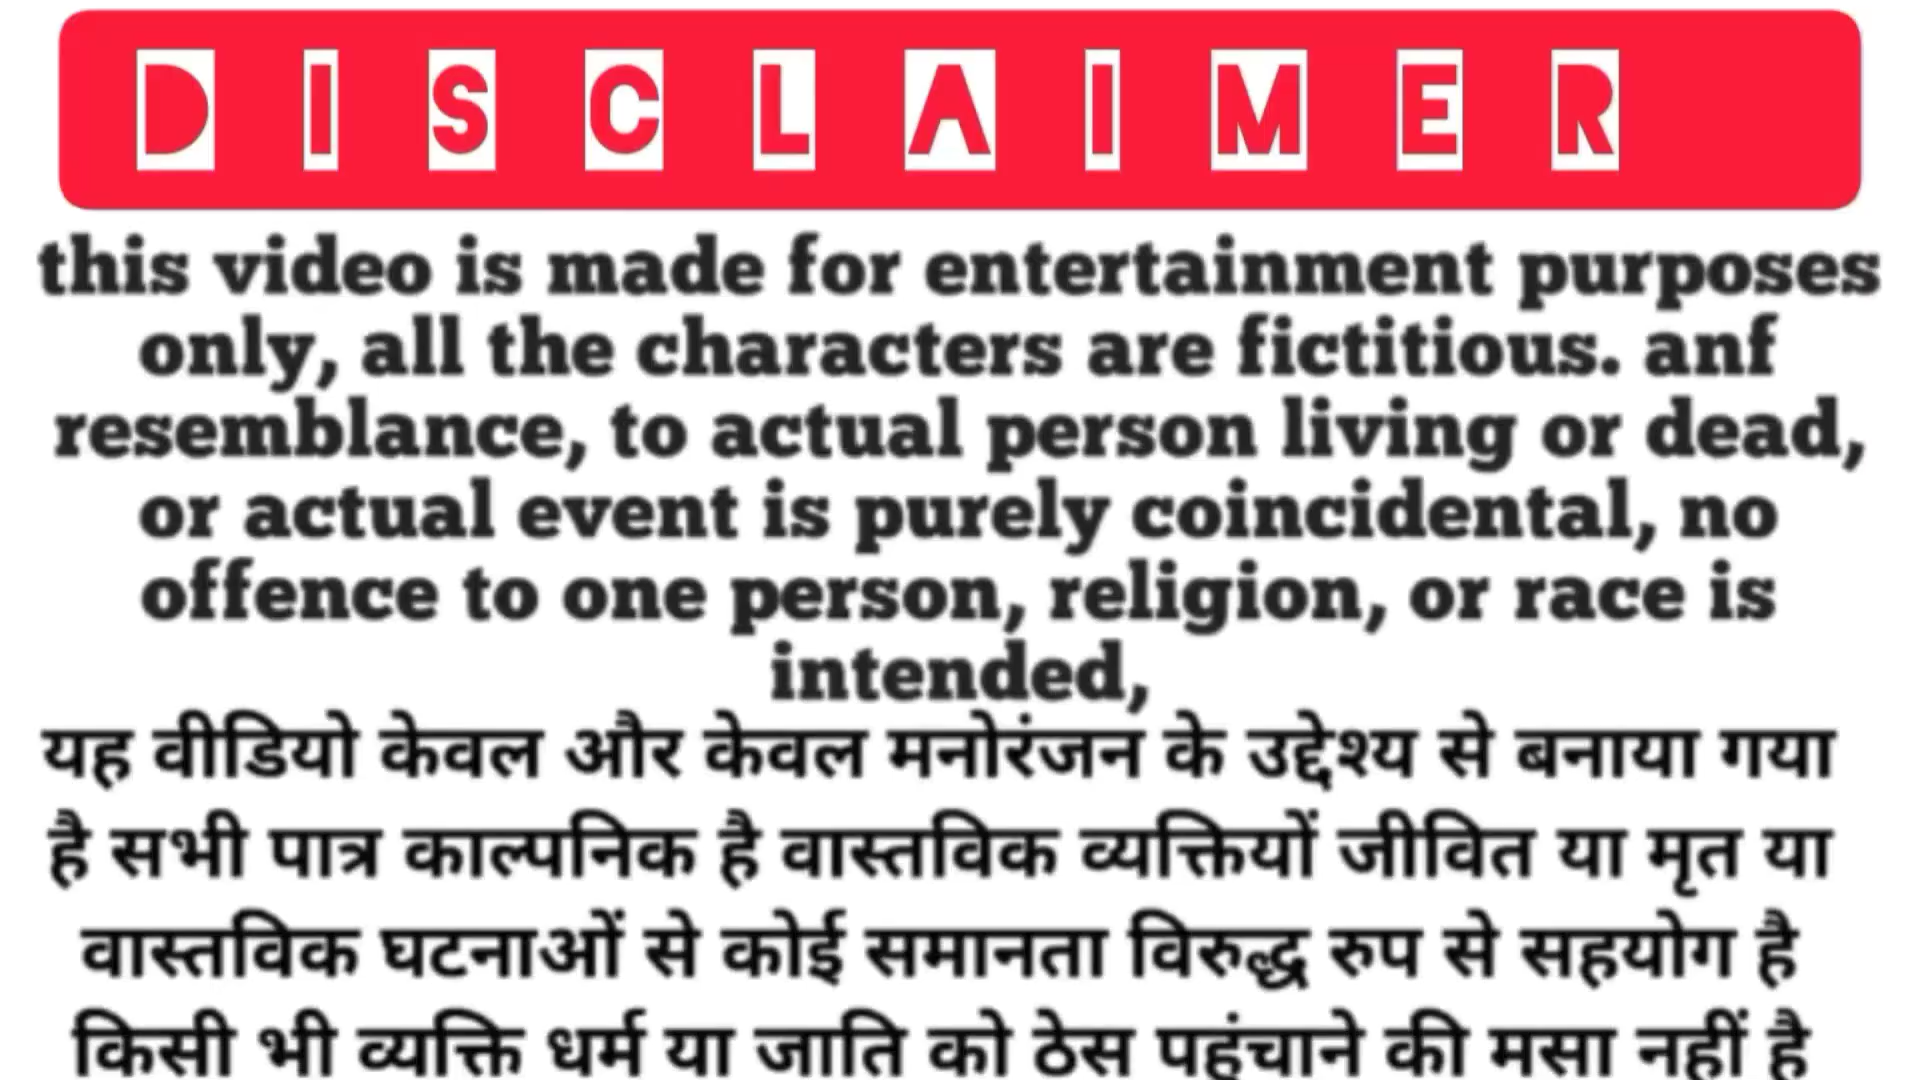 DISCLAIMER
this video is made for entertainment purposes
only, all the characters are fictitious. anf
resemblance, to actual person living or dead,
or actual event is purely coincidental, no
offence to one person, religion, or race is
intended,
यह वीडियो केवल और केवल मनोरंजन के उद्देश्य से बनाया गया
है सभी पात्र काल्पनिक है वास्तविक व्यक्तियों जीवित या मृत या
वास्तविक घटनाओं से कोई समानता विरुद्ध रुप से सहयोग है
किसी भी व्यक्ति धर्म या जाति को ठेस पहुंचाने की मसा नहीं है